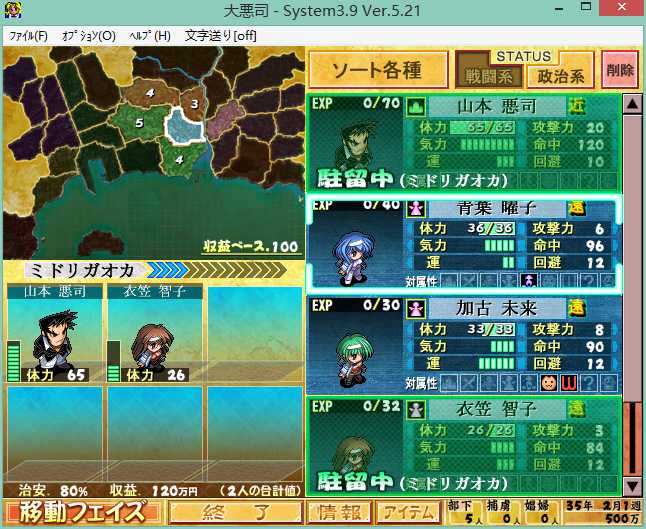 大悪司 - System3.9 Ver.5.21
ﾌｧｲﾙ(F) ｵﾌﾟｼｮﾝ(O) ﾍﾙﾌﾟ(H) 文字送り[off]
4
3
5
4
収益ベース.100
ミドリガオカ
山本 悪司
衣笠 智子
体力 65
体力 26
治安. 80% 収益. 120万円 (2人の合計値)
ソート各種
STATUS
戦闘系 政治系
削除
EXP 0/70 山本 悪司 近
体力 65/65 攻撃力 20
気力 命中 120
運 回避 10
駐留中(ミドリガオカ)
EXP 0/40 青葉 曜子 遠
体力 36/36 攻撃力 6
気力 命中 96
運 回避 12
対属性
EXP 0/30 加古 未来 遠
体力 33/33 攻撃力 8
気力 命中 90
運 回避 12
対属性
EXP 0/32 衣笠 智子 遠
体力 26/26 攻撃力 3
気力 命中 84
運 回避 12
駐留中(ミドリガオカ)
移動フェイズ 終了 情報 アイテム
部下 5人 捕虜 0人 娼婦 0人 35年 2月1週 500万